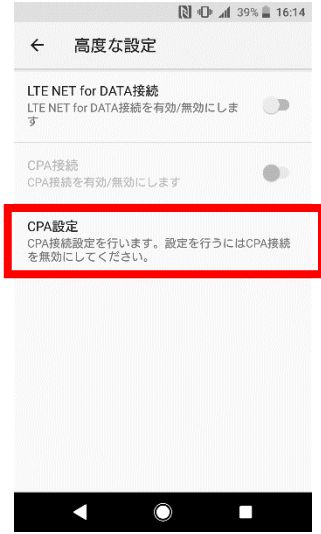 39% 16:14
高度な設定
LTE NET for DATA接続
LTE NET for DATA接続を有効/無効にしま
す
CPA接続
CPA接続を有効/無効にします
CPA設定
CPA接続設定を行います。設定を行うにはCPA接続
を無効にしてください。